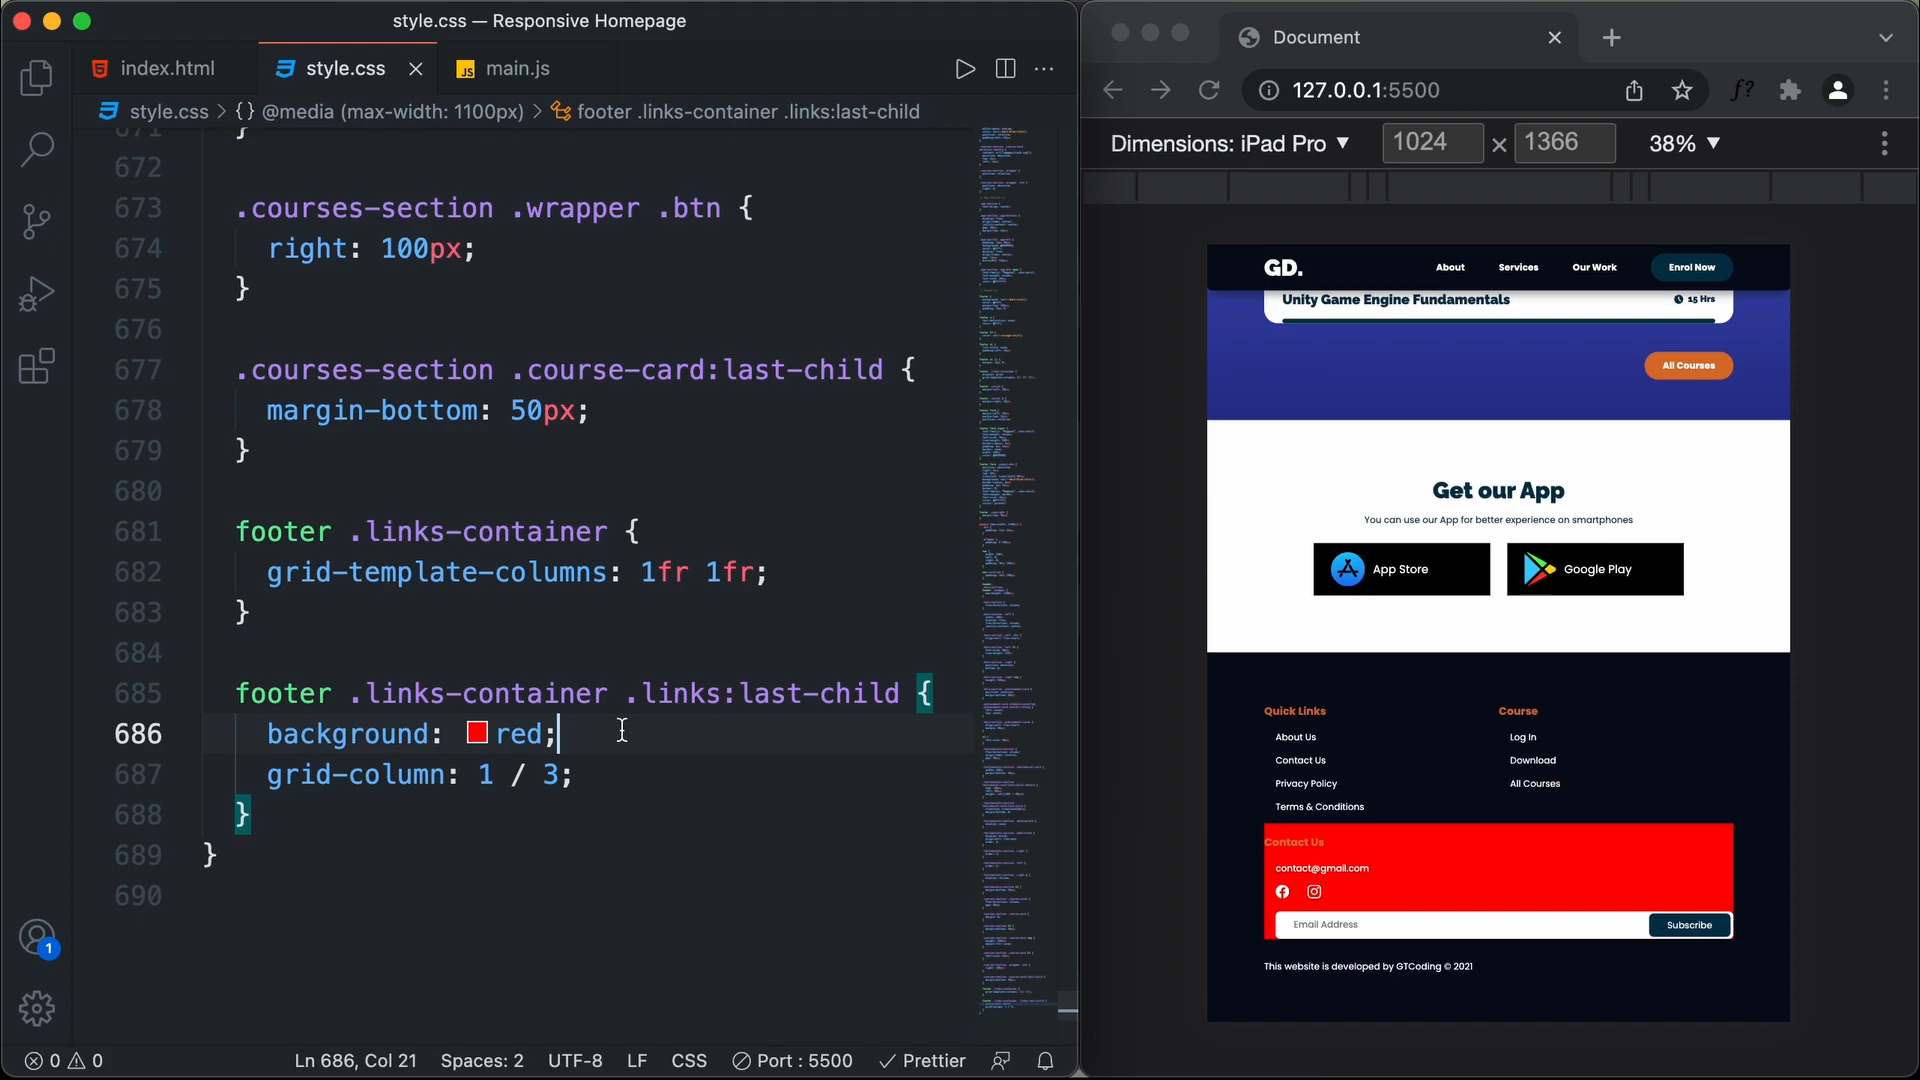 style.css — Responsive Homepage
index.html
style.css
main.js
style.css > {} @media (max-width: 1100px) > footer .links-container .links:last-child
671 }
672
673 .courses-section .wrapper .btn {
674 right: 100px;
675 }
676
677 .courses-section .course-card:last-child {
678 margin-bottom: 50px;
679 }
680
681 footer .links-container {
682 grid-template-columns: 1fr 1fr;
683 }
684
685 footer .links-container .links:last-child {
686 background: red;
687 grid-column: 1 / 3;
688 }
689 }
690
1
0 0
Ln 686, Col 21
Spaces: 2
UTF-8
LF
CSS
Port : 5500
Prettier
Document
127.0.0.1:5500
f?
Dimensions: iPad Pro ▼ 1024 × 1366 38% ▼
GD.
About
Services
Our Work
Enrol Now
Unity Game Engine Fundamentals
15 Hrs
All Courses
Get our App
You can use our App for better experience on smartphones
App Store
Google Play
Quick Links
About Us
Contact Us
Privacy Policy
Terms & Conditions
Course
Log In
Download
All Courses
Contact Us
contact@gmail.com
Email Address
Subscribe
This website is developed by GTCoding © 2021